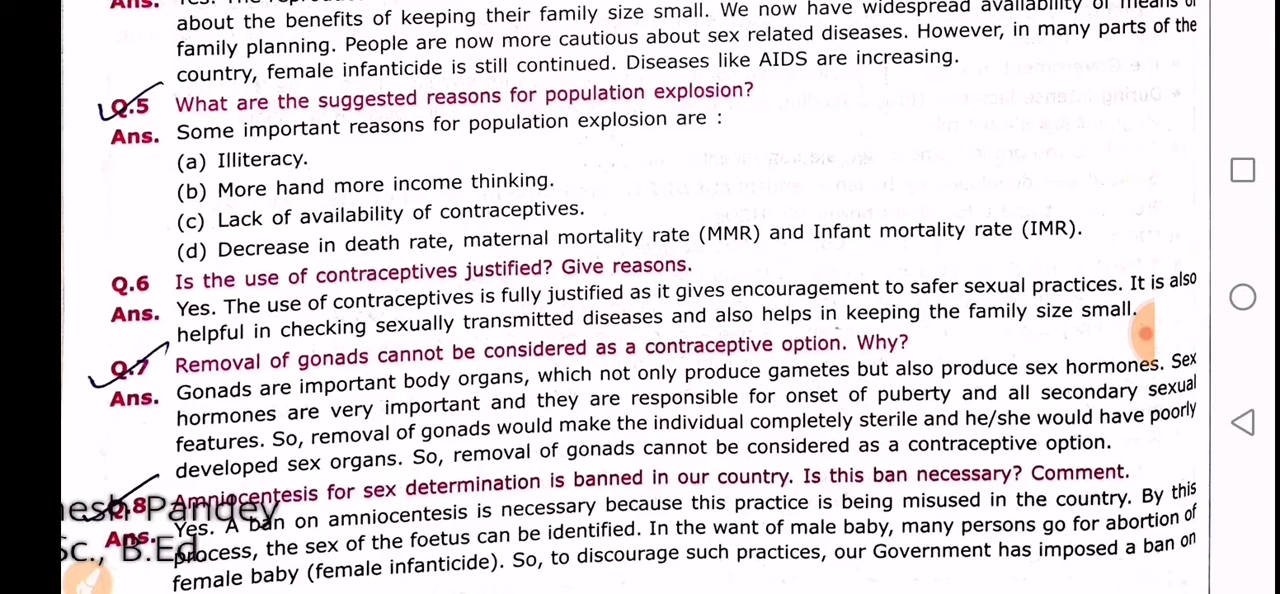 Ans.
about the benefits of keeping their family size small. We now have widespread availability of means of
family planning. People are now more cautious about sex related diseases. However, in many parts of the
country, female infanticide is still continued. Diseases like AIDS are increasing.
Q.5 What are the suggested reasons for population explosion?
Ans. Some important reasons for population explosion are :
(a) Illiteracy.
(b) More hand more income thinking.
(c) Lack of availability of contraceptives.
(d) Decrease in death rate, maternal mortality rate (MMR) and Infant mortality rate (IMR).
Q.6 Is the use of contraceptives justified? Give reasons.
Ans. Yes. The use of contraceptives is fully justified as it gives encouragement to safer sexual practices. It is also
helpful in checking sexually transmitted diseases and also helps in keeping the family size small.
Q.7 Removal of gonads cannot be considered as a contraceptive option. Why?
Ans. Gonads are important body organs, which not only produce gametes but also produce sex hormones. Sex
hormones are very important and they are responsible for onset of puberty and all secondary sexual
features. So, removal of gonads would make the individual completely sterile and he/she would have poorly
developed sex organs. So, removal of gonads cannot be considered as a contraceptive option.
Q.8 Amniocentesis for sex determination is banned in our country. Is this ban necessary? Comment.
Ans. Yes. A ban on amniocentesis is necessary because this practice is being misused in the country. By this
process, the sex of the foetus can be identified. In the want of male baby, many persons go for abortion of
female baby (female infanticide). So, to discourage such practices, our Government has imposed a ban on
esh Pandey
Sc., B.Ed